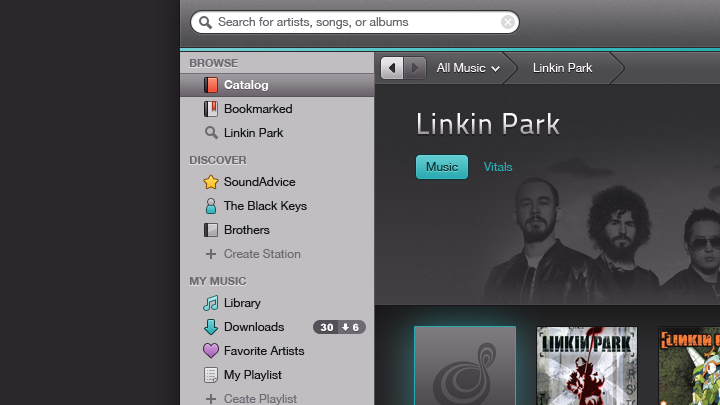 Search for artists, songs, or albums
BROWSE
Catalog
Bookmarked
Linkin Park
DISCOVER
SoundAdvice
The Black Keys
Brothers
Create Station
MY MUSIC
Library
Downloads 30 6
Favorite Artists
My Playlist
Ceate Playlist
All Music
Linkin Park
Linkin Park
Music Vitals
LINKIN PARK
LINKIN PARK